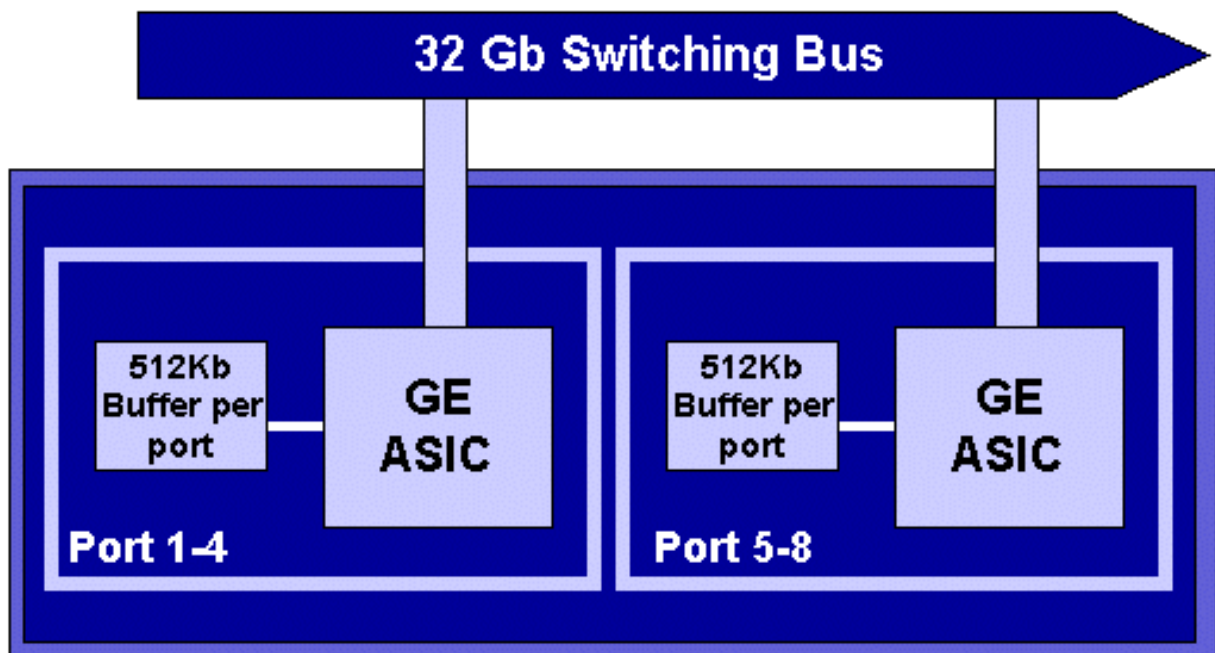 32 Gb Switching Bus
512Kb
Buffer per
port
GE
ASIC
Port 1-4
512Kb
Buffer per
port
GE
ASIC
Port 5-8